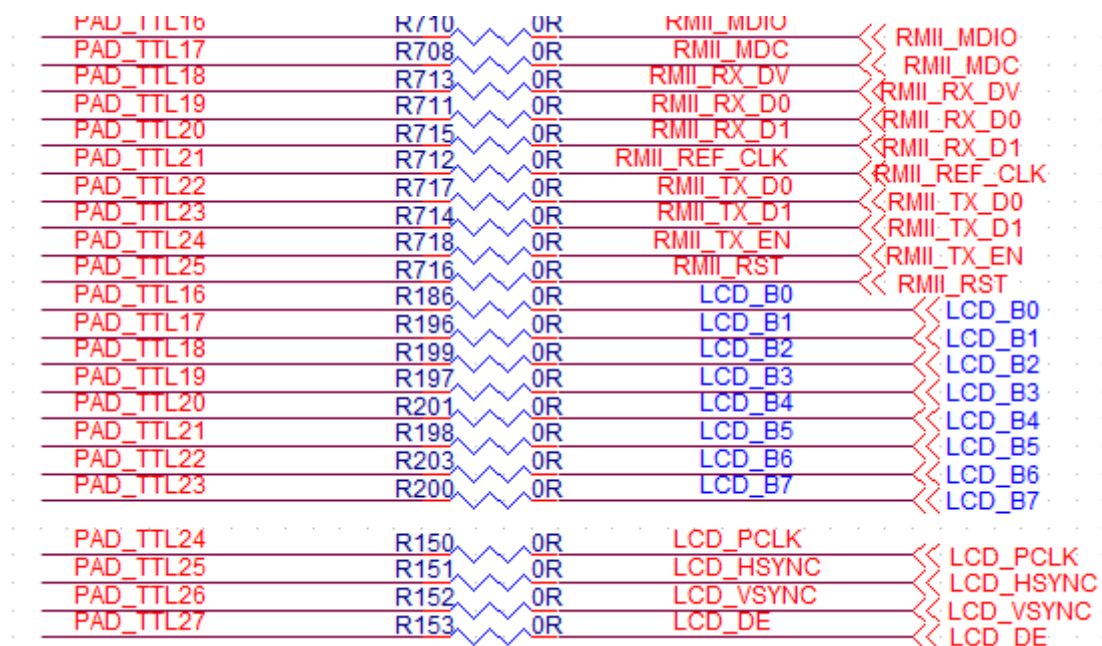 PAD_TTL16 R710 0R RMII_MDIO RMII_MDIO
PAD_TTL17 R708 0R RMII_MDC RMII_MDC
PAD_TTL18 R713 0R RMII_RX_DV RMII_RX_DV
PAD_TTL19 R711 0R RMII_RX_D0 RMII_RX_D0
PAD_TTL20 R715 0R RMII_RX_D1 RMII_RX_D1
PAD_TTL21 R712 0R RMII_REF_CLK RMII_REF_CLK
PAD_TTL22 R717 0R RMII_TX_D0 RMII_TX_D0
PAD_TTL23 R714 0R RMII_TX_D1 RMII_TX_D1
PAD_TTL24 R718 0R RMII_TX_EN RMII_TX_EN
PAD_TTL25 R716 0R RMII_RST RMII_RST
PAD_TTL16 R186 0R LCD_B0 LCD_B0
PAD_TTL17 R196 0R LCD_B1 LCD_B1
PAD_TTL18 R199 0R LCD_B2 LCD_B2
PAD_TTL19 R197 0R LCD_B3 LCD_B3
PAD_TTL20 R201 0R LCD_B4 LCD_B4
PAD_TTL21 R198 0R LCD_B5 LCD_B5
PAD_TTL22 R203 0R LCD_B6 LCD_B6
PAD_TTL23 R200 0R LCD_B7 LCD_B7
PAD_TTL24 R150 0R LCD_PCLK LCD_PCLK
PAD_TTL25 R151 0R LCD_HSYNC LCD_HSYNC
PAD_TTL26 R152 0R LCD_VSYNC LCD_VSYNC
PAD_TTL27 R153 0R LCD_DE LCD_DE